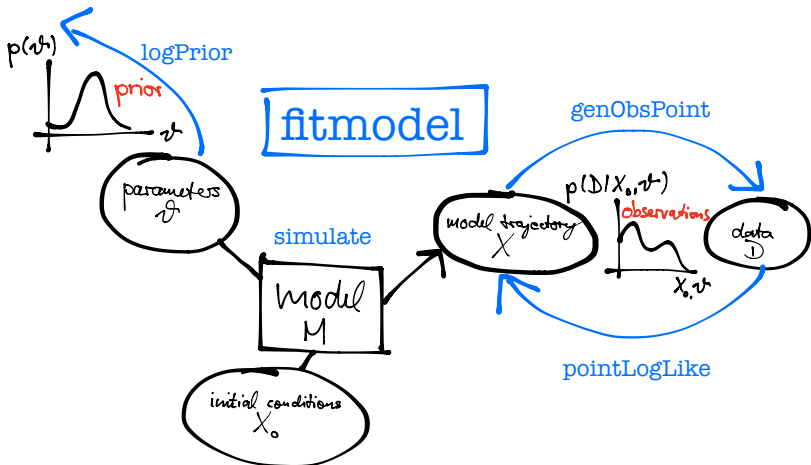 p(ϑ)
logPrior
prior
ϑ
fitmodel
genObsPoint
parameters
ϑ
p(D|X₀,ϑ)
observations
model trajectory
X
data
D
simulate
X₀,ϑ
model
M
pointLogLike
initial conditions
X₀